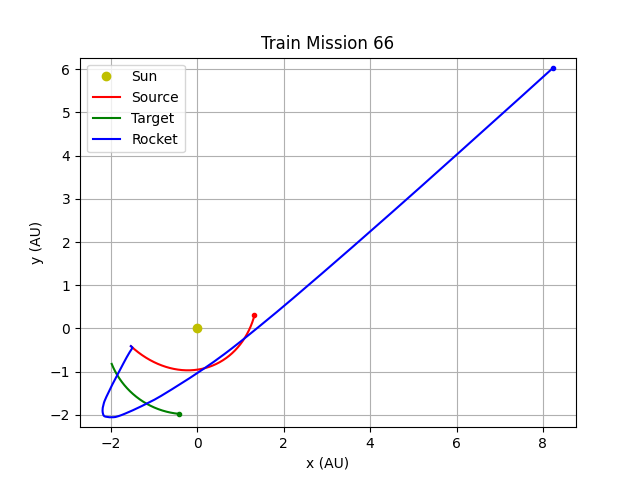 Train Mission 66
Sun
Source
Target
Rocket
6
5
4
3
2
1
0
−1
−2
y (AU)
−2 0 2 4 6 8
x (AU)